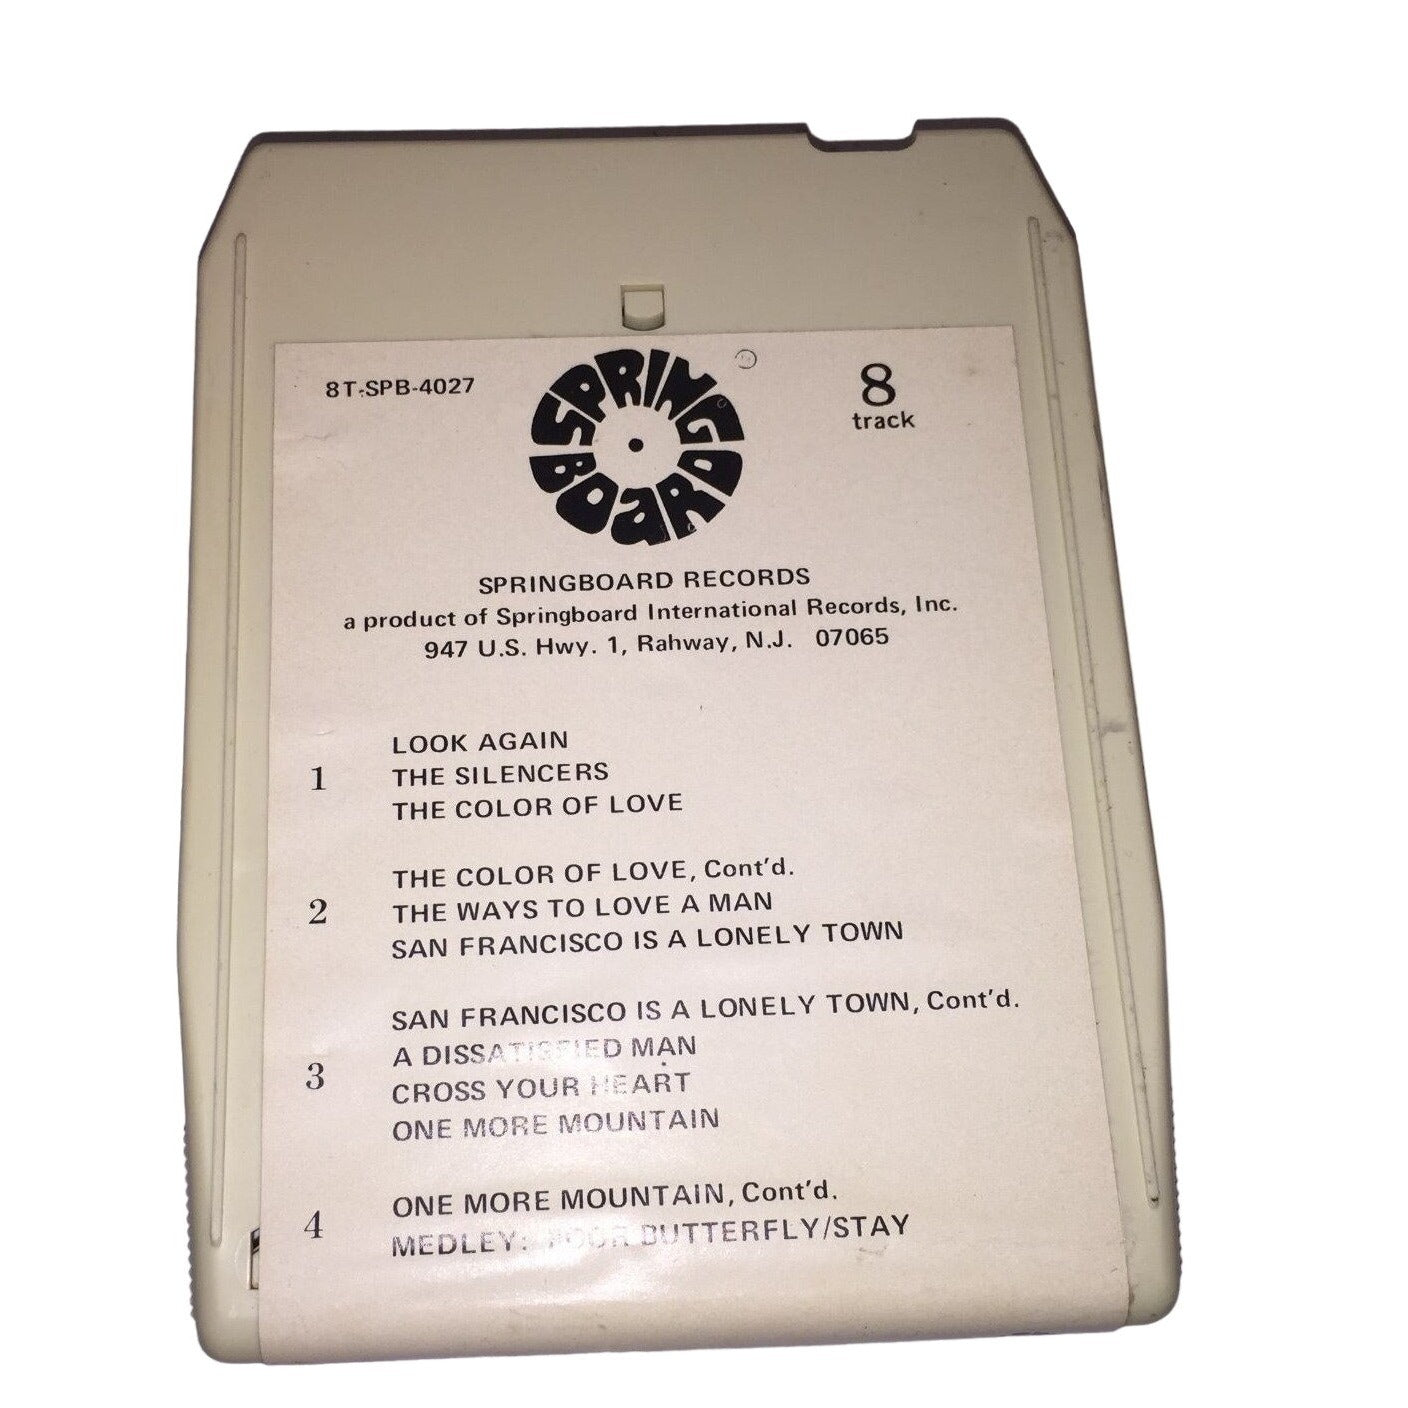 8T-SPB-4027
SPRINGBOARD
8
track
SPRINGBOARD RECORDS
a product of Springboard International Records, Inc.
947 U.S. Hwy. 1, Rahway, N.J. 07065
1
LOOK AGAIN
THE SILENCERS
THE COLOR OF LOVE
2
THE COLOR OF LOVE, Cont'd.
THE WAYS TO LOVE A MAN
SAN FRANCISCO IS A LONELY TOWN
3
SAN FRANCISCO IS A LONELY TOWN, Cont'd.
A DISSATISFIED MAN
CROSS YOUR HEART
ONE MORE MOUNTAIN
4
ONE MORE MOUNTAIN, Cont'd.
MEDLEY: POOR BUTTERFLY/STAY